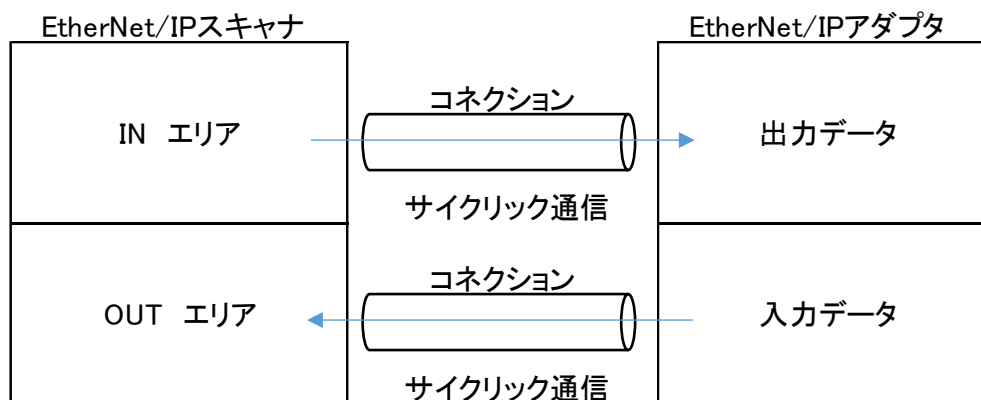 EtherNet/IPスキャナ
EtherNet/IPアダプタ
IN エリア
コネクション
出力データ
サイクリック通信
OUT エリア
コネクション
入力データ
サイクリック通信